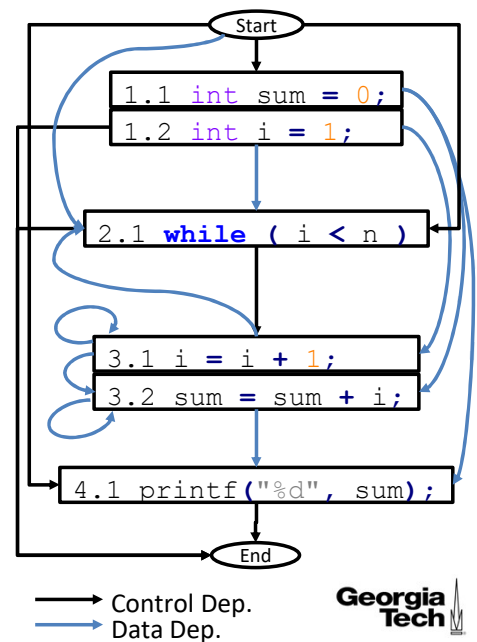 Start
1.1 int sum = 0;
1.2 int i = 1;
2.1 while ( i < n )
3.1 i = i + 1;
3.2 sum = sum + i;
4.1 printf("%d", sum);
End
Control Dep.
Data Dep.
Georgia
Tech